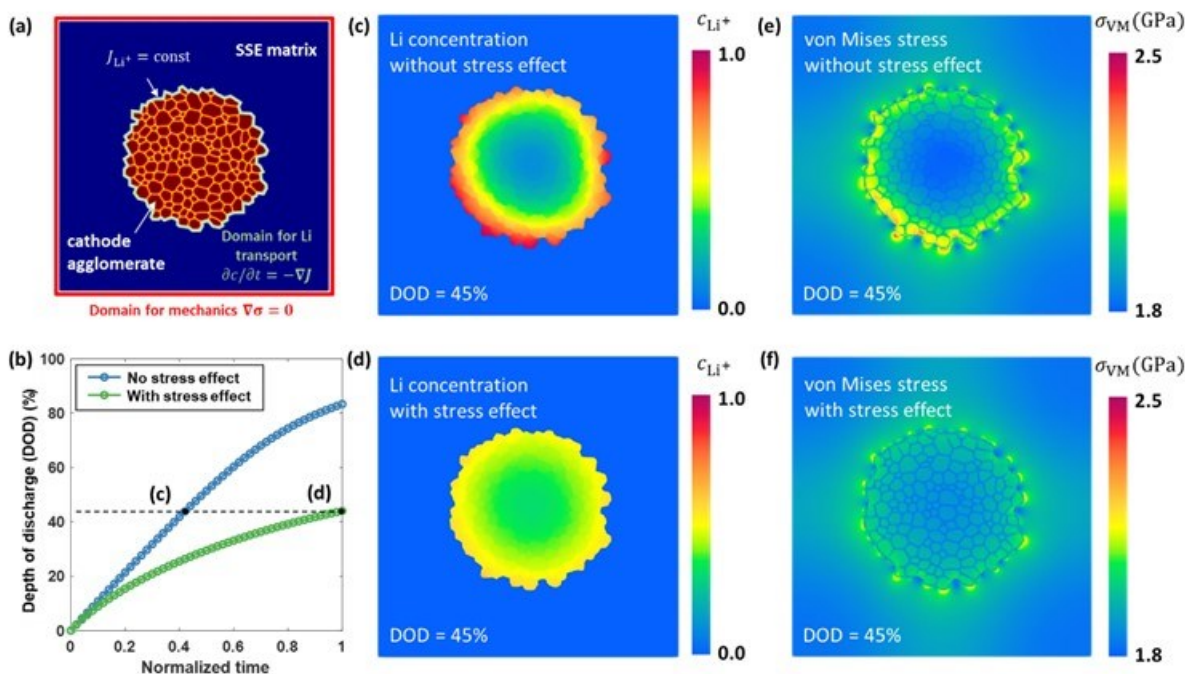 (a)
SSE matrix
J_Li⁺ = const
cathode
agglomerate
Domain for Li
transport
∂c/∂t = −∇J
Domain for mechanics ∇σ = 0
(b)
100
80
60
40
20
0
Depth of discharge (DOD) (%)
No stress effect
With stress effect
(c)
(d)
0
0.2
0.4
0.6
0.8
1
Normalized time
(c)
Li concentration
without stress effect
DOD = 45%
c_Li⁺
1.0
0.0
(d)
Li concentration
with stress effect
DOD = 45%
c_Li⁺
1.0
0.0
(e)
von Mises stress
without stress effect
DOD = 45%
σ_VM(GPa)
2.5
1.8
(f)
von Mises stress
with stress effect
DOD = 45%
σ_VM(GPa)
2.5
1.8